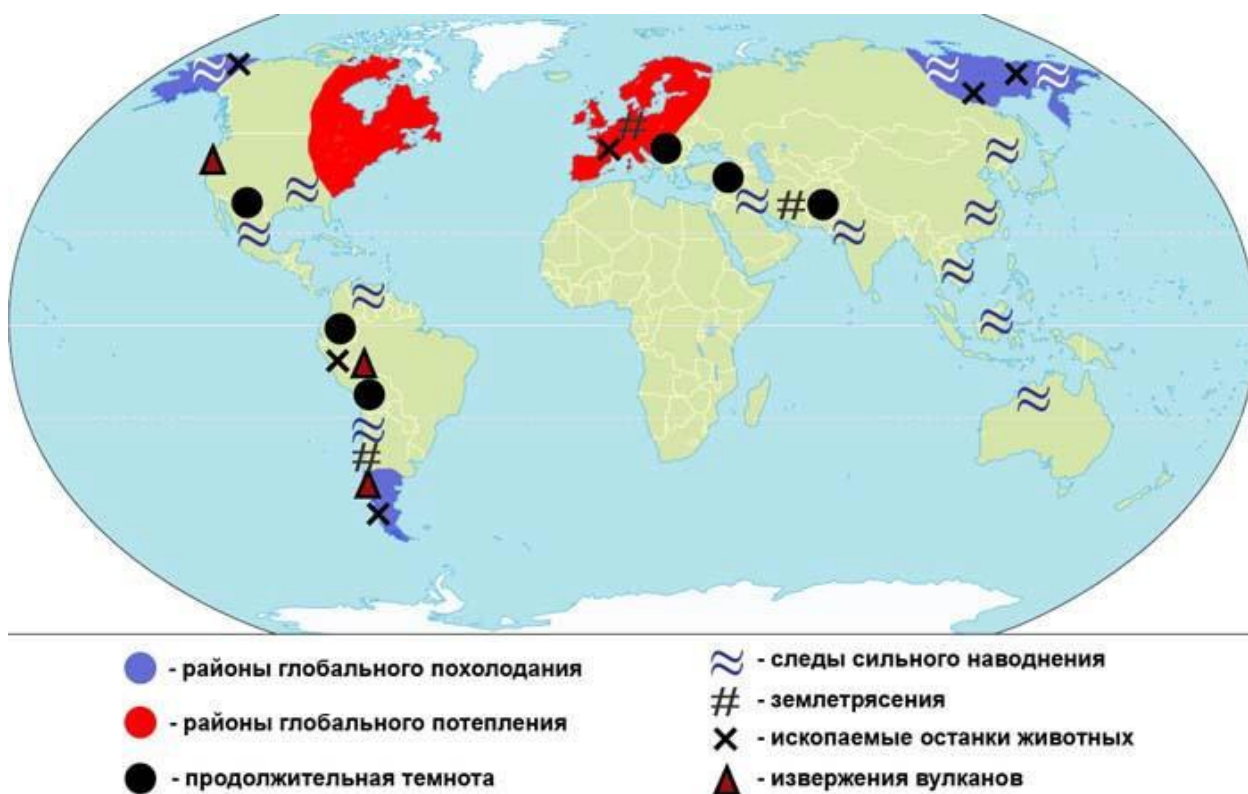 - районы глобального похолодания
- районы глобального потепления
- продолжительная темнота
- следы сильного наводнения
- землетрясения
- ископаемые останки животных
- извержения вулканов